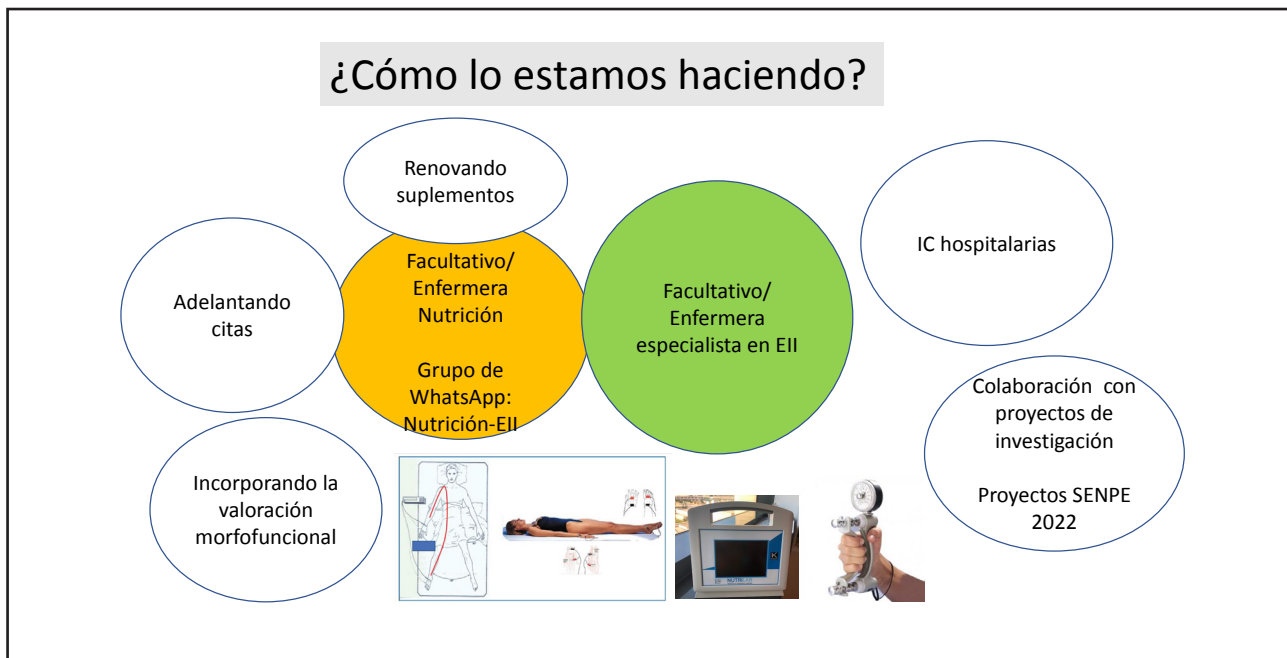 ¿Cómo lo estamos haciendo?
Renovando
suplementos
Adelantando
citas
Facultativo/
Enfermera
Nutrición
Grupo de
WhatsApp:
Nutrición-EII
Facultativo/
Enfermera
especialista en EII
IC hospitalarias
Colaboración con
proyectos de
investigación
Proyectos SENPE
2022
Incorporando la
valoración
morfofuncional